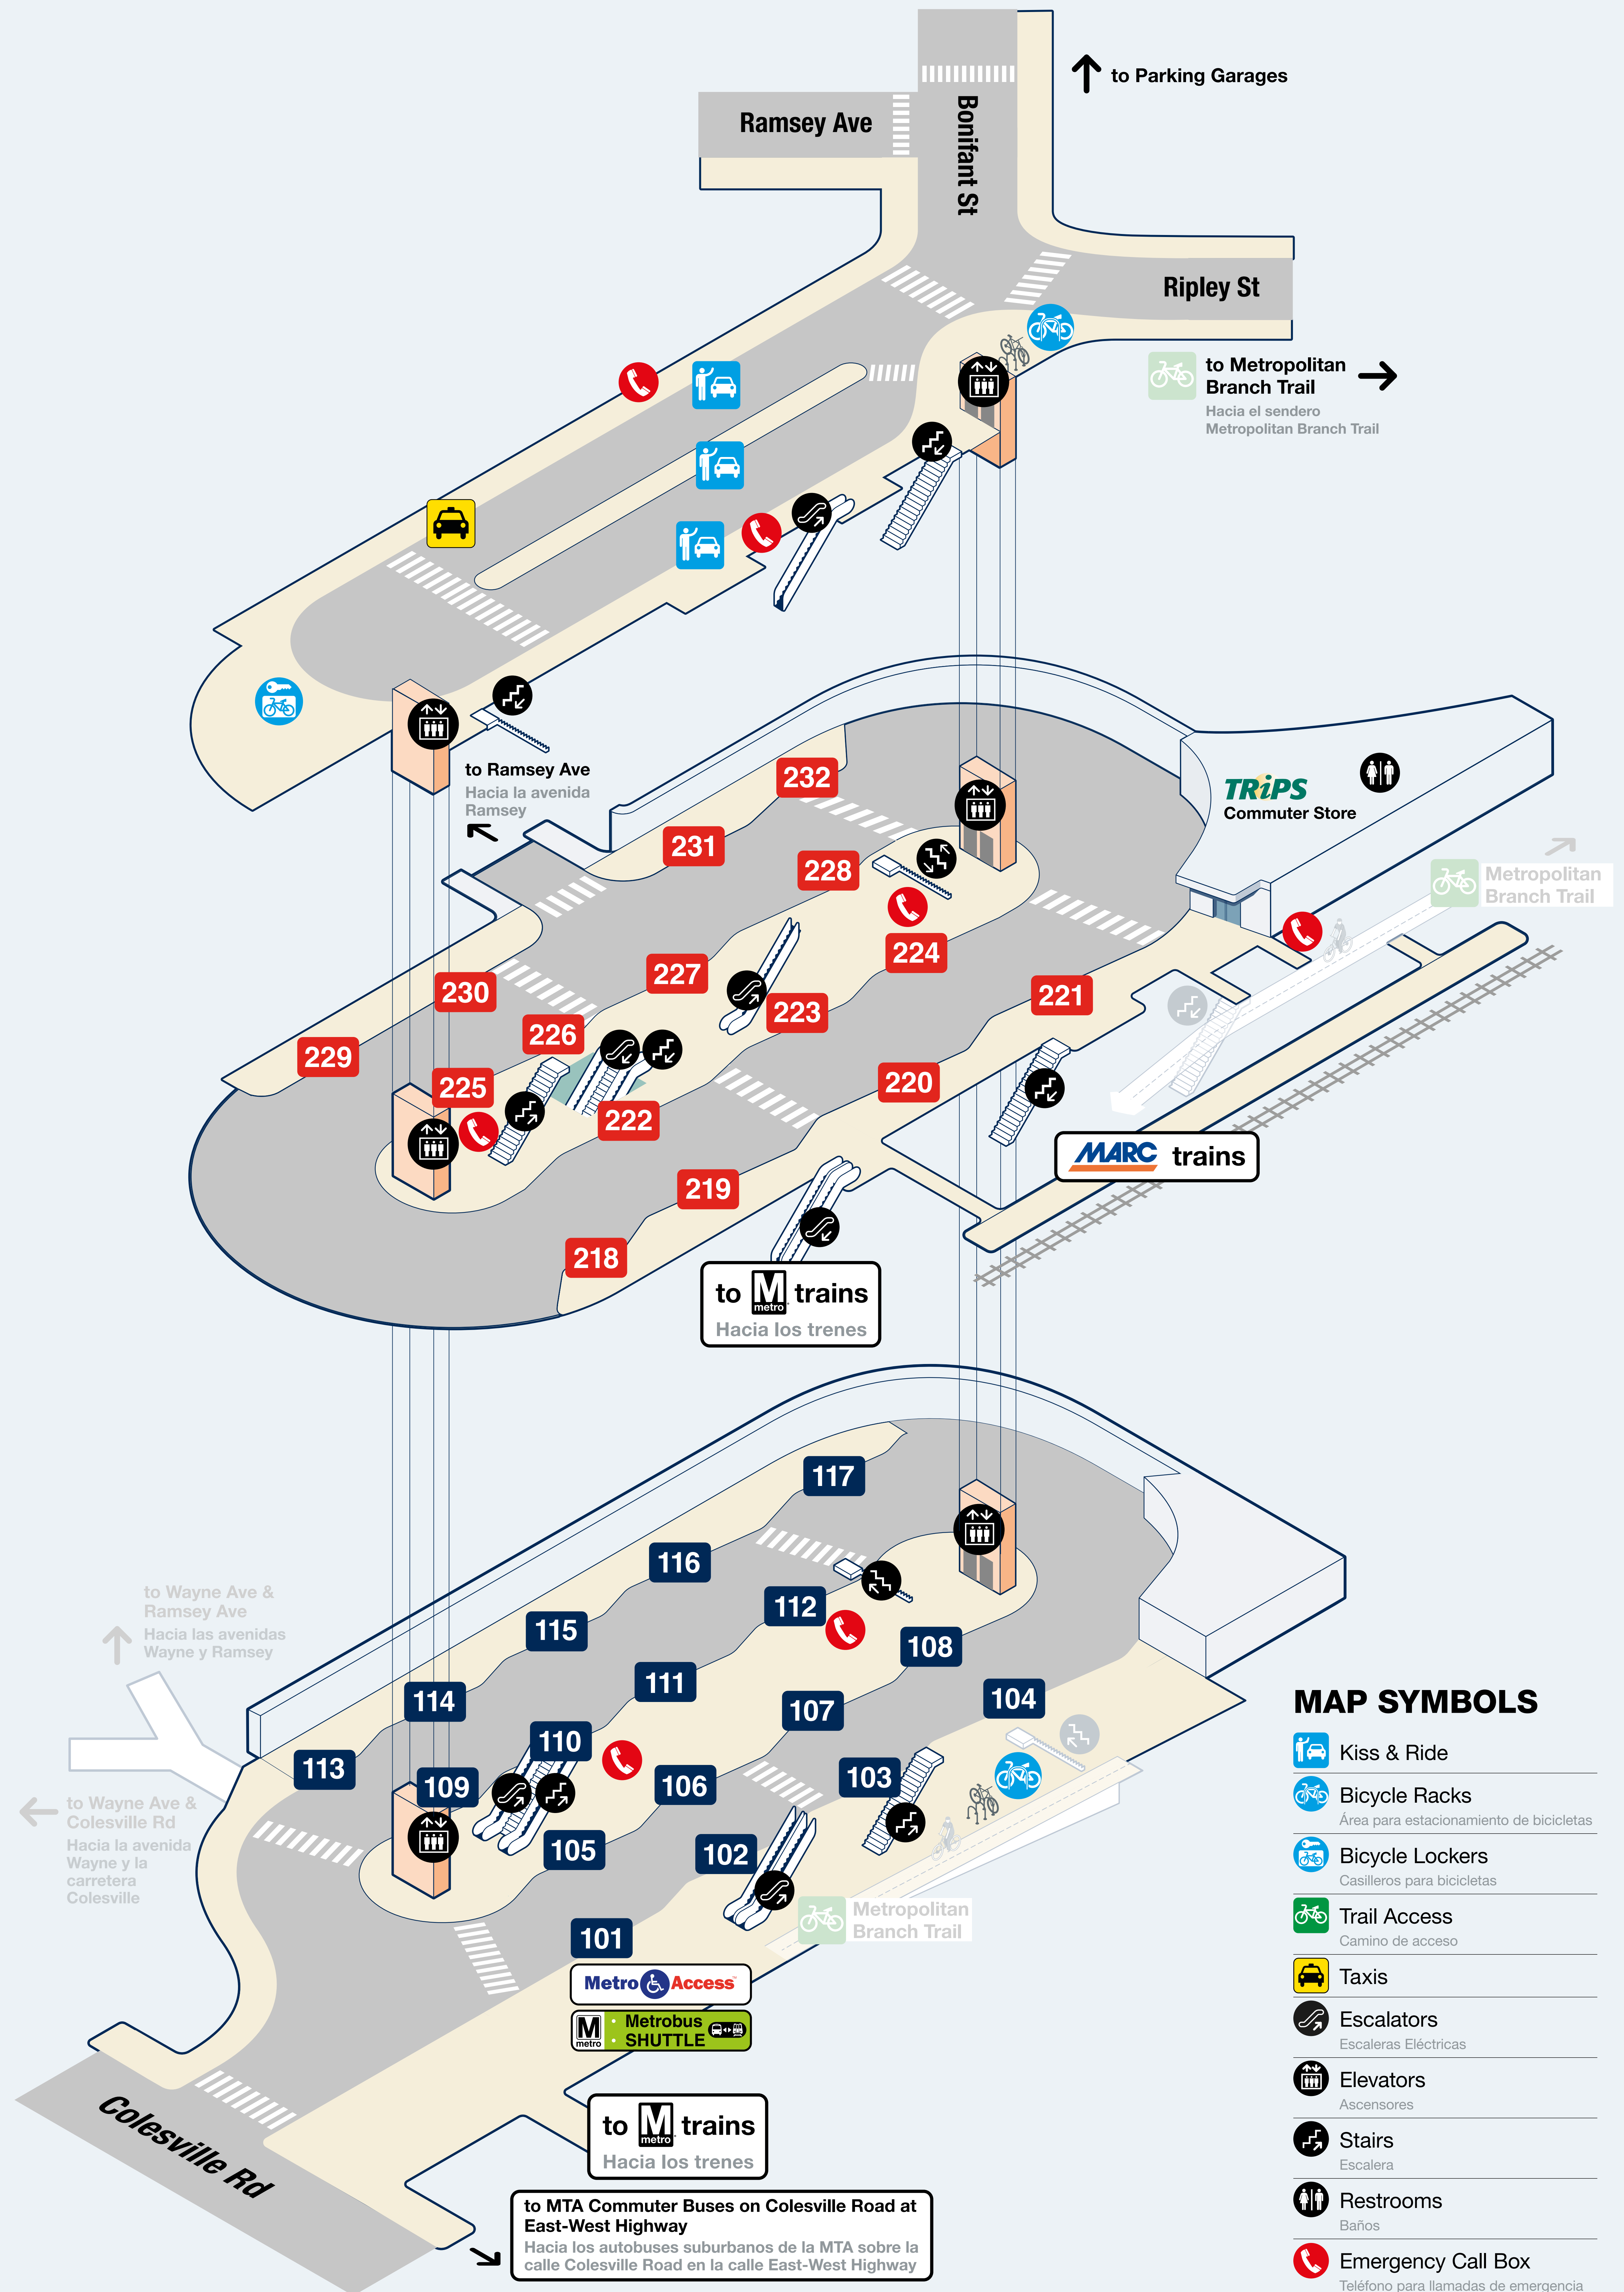 to Parking Garages
Ramsey Ave
Bonifant St
Ripley St
to Metropolitan
Branch Trail
Hacia el sendero
Metropolitan Branch Trail
to Ramsey Ave
Hacia la avenida
Ramsey
232
231
228
TRiPS
Commuter Store
Metropolitan
Branch Trail
224
227
230
221
223
226
229
225
220
222
MARC trains
219
218
to M metro trains
Hacia los trenes
117
116
to Wayne Ave &
Ramsey Ave
Hacia las avenidas
Wayne y Ramsey
112
115
108
111
114
104
107
110
113
109
106
103
to Wayne Ave &
Colesville Rd
Hacia la avenida
Wayne y la
carretera
Colesville
105
102
Metropolitan
Branch Trail
101
Metro Access
M metro
• Metrobus
• SHUTTLE
Colesville Rd
to M metro trains
Hacia los trenes
to MTA Commuter Buses on Colesville Road at
East-West Highway
Hacia los autobuses suburbanos de la MTA sobre la
calle Colesville Road en la calle East-West Highway
MAP SYMBOLS
Kiss & Ride
Bicycle Racks
Área para estacionamiento de bicicletas
Bicycle Lockers
Casilleros para bicicletas
Trail Access
Camino de acceso
Taxis
Escalators
Escaleras Eléctricas
Elevators
Ascensores
Stairs
Escalera
Restrooms
Baños
Emergency Call Box
Teléfono para llamadas de emergencia